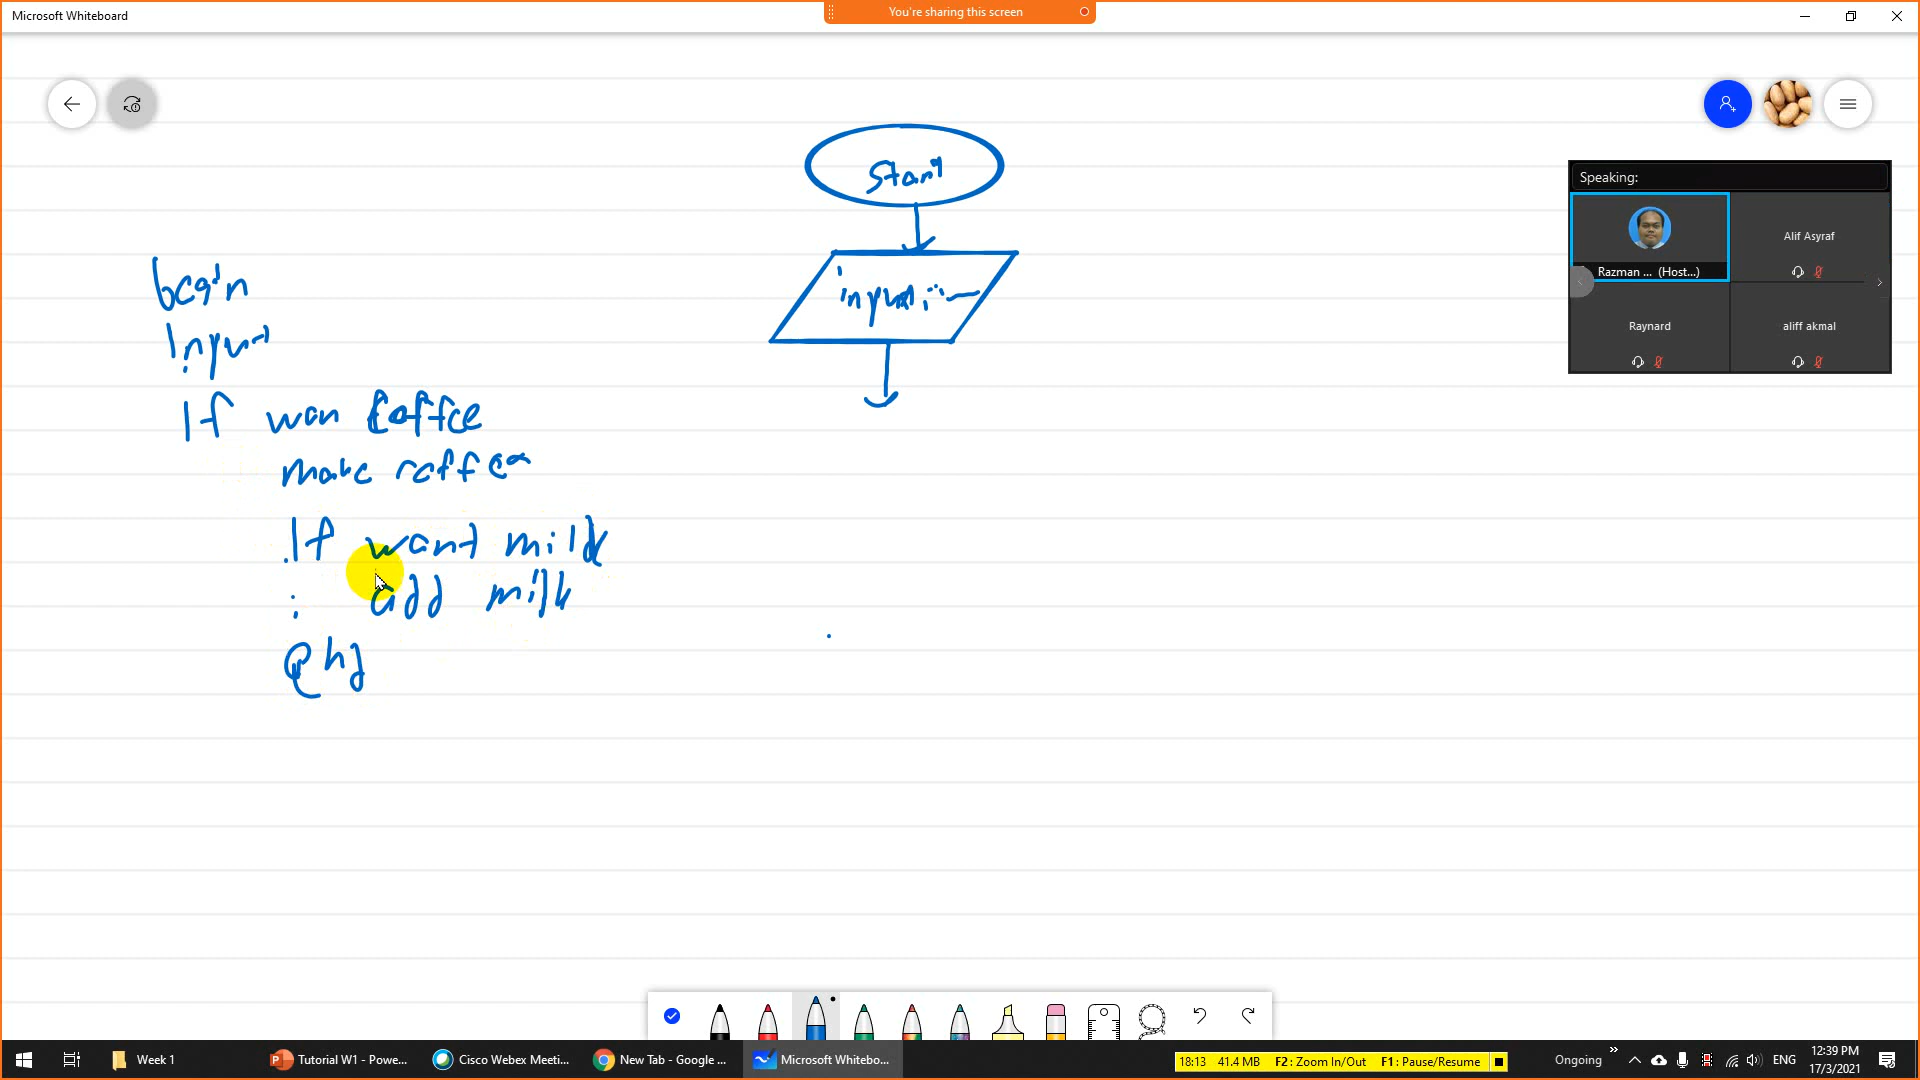 Microsoft Whiteboard
You're sharing this screen
Start
input:
Speaking:
Razman ... (Host...)
Alif Asyraf
Raynard
aliff akmal
begin
Input
If wan Coffee
make coffee
If want milk
: add milk
end
Week 1
Tutorial W1 - Powe...
Cisco Webex Meeti...
New Tab - Google ...
Microsoft Whitebo...
18:13 41.4 MB F2: Zoom In/Out F1: Pause/Resume
Ongoing
ENG
12:39 PM
17/3/2021